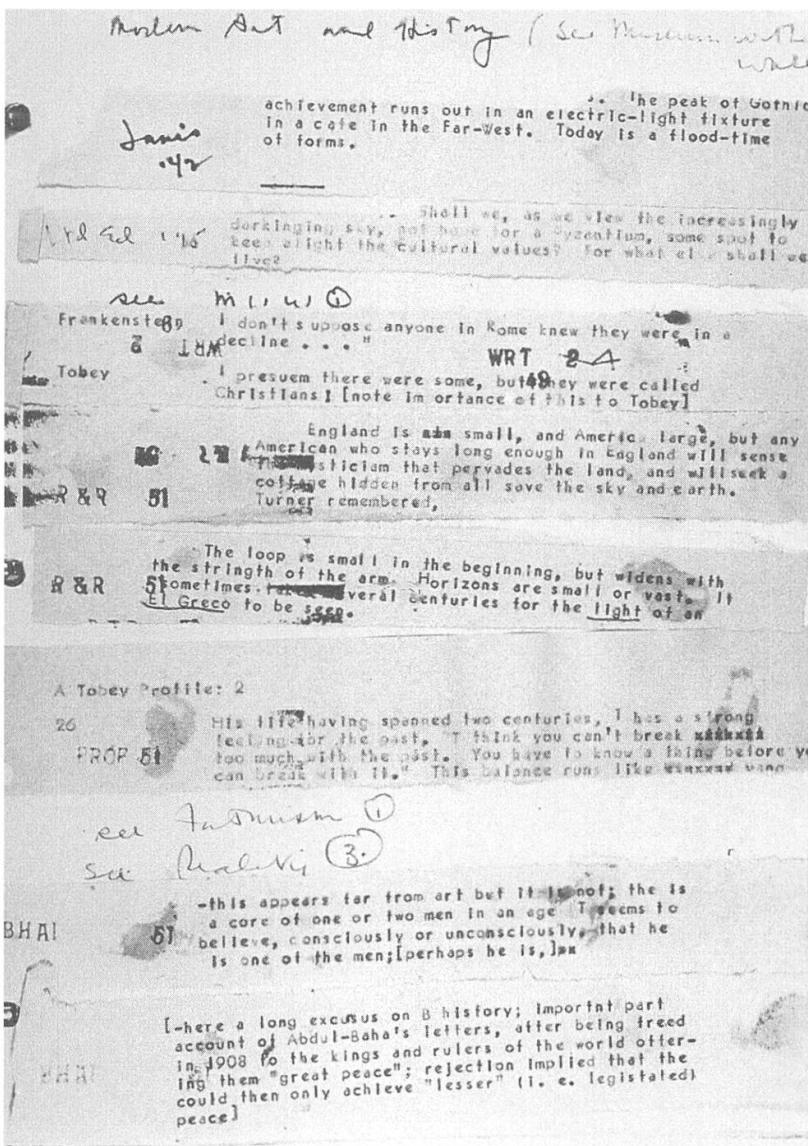 Modern Art and History (See Museum with
Janis
'42
achievement runs out in an electric-light fixture
in a cafe in the Far-West. Today is a flood-time
of forms.
. The peak of Gothic
Shall we, as we view the increasingly
darkinging sky, not have for a Byzantium, some spot to
keep alight the cultural values? For what else shall we
live?
see
Frankenstein I don't suppose anyone in Rome knew they were in a
decline . . ."
WRT
Tobey I presuem there were some, but they were called
Christians! [note im ortance of this to Tobey]
England is small, and America large, but any
American who stays long enough in England will sense
sticism that pervades the land, and will seek a
cottage hidden from all save the sky and earth.
R & R 51 Turner remembered,
The loop is small in the beginning, but widens with
the stringth of the arm. Horizons are small or vast. It
R & R 51 sometimes several centuries for the light of an
El Greco to be seen.
A Tobey Profile: 2
26 His life having spanned two centuries, T has a strong
feeling for the past, "I think you can't break
PROF 51 too much with the past. You have to know a thing before y
can break with it." This balance runs like
see
see Reality (3.)
-this appears far from art but it is not; the is
a core of one or two men in an age T seems to
BHAI 51 believe, consciously or unconsciously, that he
is one of the men;[perhaps he is,]
[-here a long excusus on B history; importnt part
account of Abdul-Baha's letters, after being freed
in 1908 to the kings and rulers of the world offer-
BHAI ing them "great peace"; rejection implied that the
could then only achieve "lesser" (i. e. legistated)
peace]